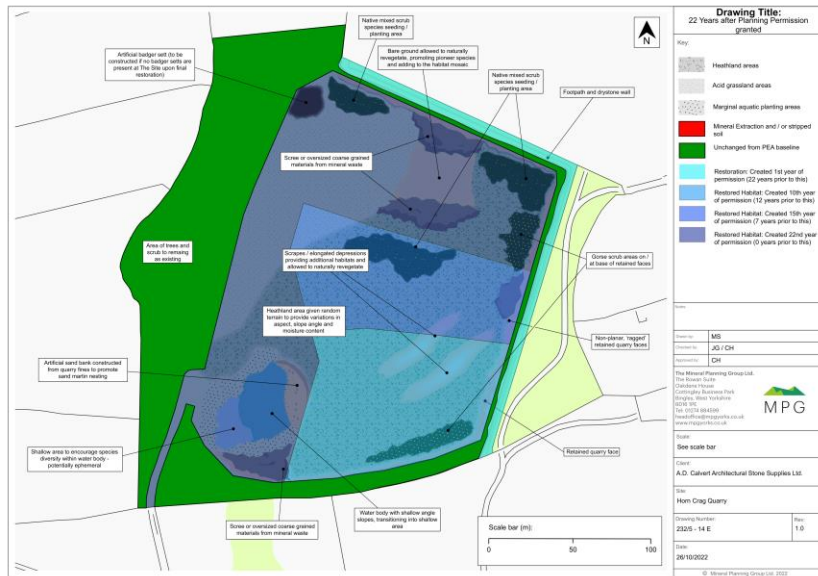 Drawing Title:
22 Years after Planning Permission
granted
Key:
Heathland areas
Acid grassland areas
Marginal aquatic planting areas
Mineral Extraction and / or stripped
soil
Unchanged from PEA baseline
Restoration: Created 1st year of
permission (22 years prior to this)
Restored Habitat: Created 10th year
of permission (12 years prior to this)
Restored Habitat: Created 15th year
of permission (7 years prior to this)
Restored Habitat: Created 22nd year
of permission (0 years prior to this)
Native mixed scrub
species seeding /
planting area
N
Artificial badger sett (to be
constructed if no badger setts are
present at The Site upon final
restoration)
Bare ground allowed to naturally
revegetate, promoting pioneer species
and adding to the habitat mosaic
Native mixed scrub
species seeding /
planting area
Footpath and drystone wall
Scree or oversized coarse grained
materials from mineral waste
Area of trees and
scrub to remaing
as existing
Scrapes / elongated depressions
providing additional habitats and
allowed to naturally revegetate
Gorse scrub areas on /
at base of retained faces
Heathland area given random
terrain to provide variations in
aspect, slope angle and
moisture content
Non-planar, 'ragged'
retained quarry faces
Artificial sand bank constructed
from quarry fines to promote
sand martin nesting
Shallow area to encourage species
diversity within water body -
potentially ephemeral
Retained quarry face
Scree or oversized coarse grained
materials from mineral waste
Water body with shallow angle
slopes, transitioning into shallow
area
Scale bar (m):
0 50 100
MS
JG / CH
CH
The Mineral Planning Group Ltd.
The Rowan Suite
Oakdene House
Cottingley Business Park
Bingley, West Yorkshire
MPG
Scale:
See scale bar
Client:
A.D. Calvert Architectural Stone Supplies Ltd.
Site:
Horn Crag Quarry
Drawing Number:
232/5 - 14 E
Rev:
1.0
Date:
26/10/2022
© Mineral Planning Group Ltd. 2022